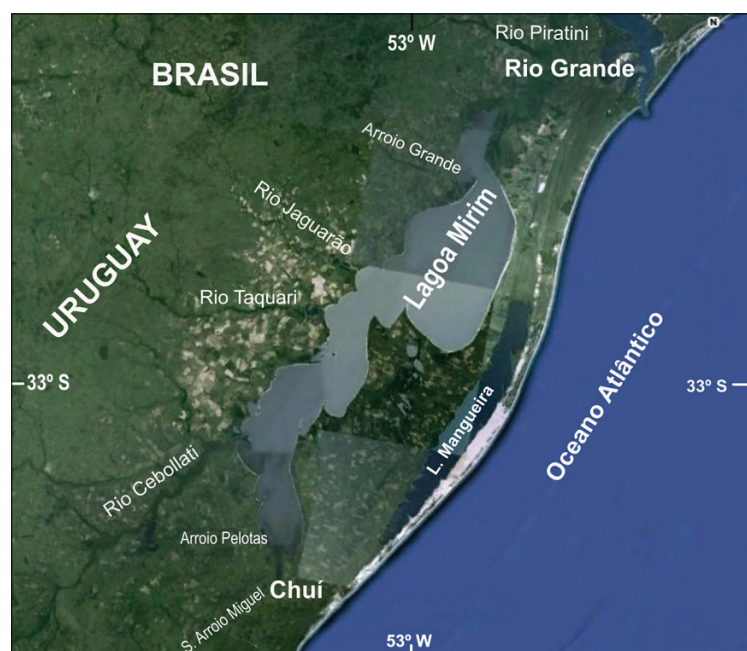 N
Rio Piratini
53º W
BRASIL
Rio Grande
Arroio Grande
Rio Jaguarão
Lagoa Mirim
URUGUAY
Rio Taquari
33º S
33º S
Oceano Atlântico
L. Mangueira
Rio Cebollati
Arroio Pelotas
Chuí
S. Arroio Miguel
53º W